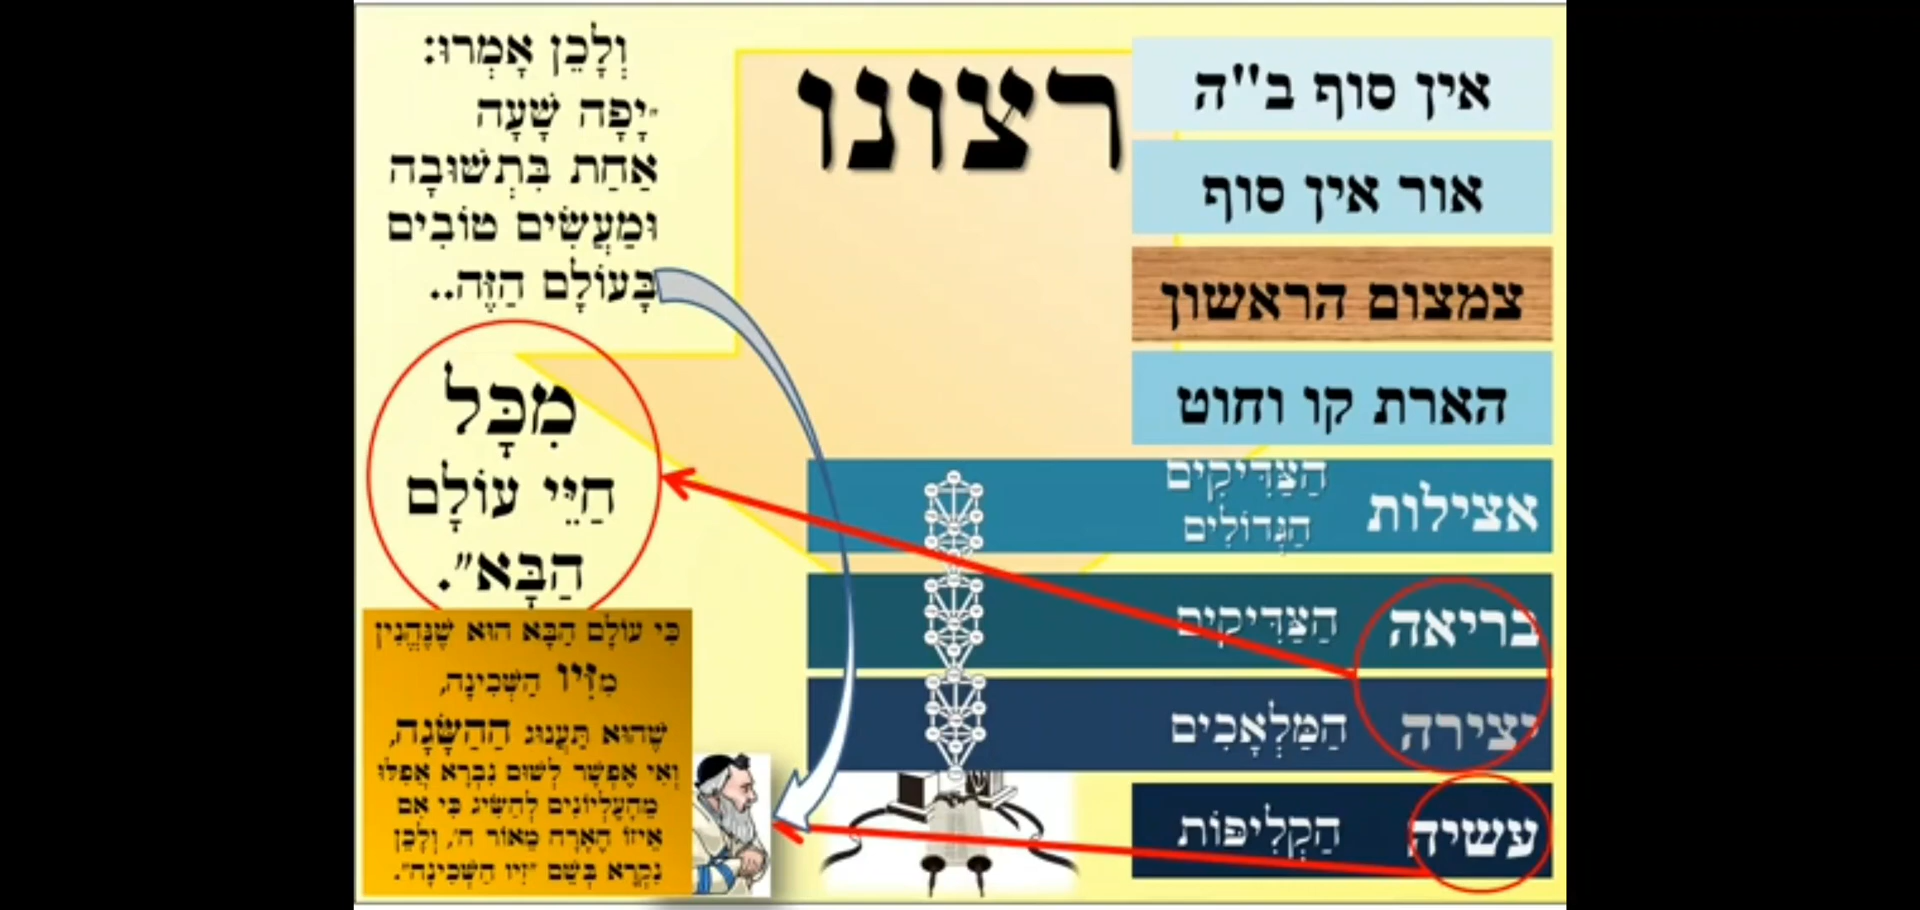 וְלָכֵן אָמְרוּ:
"יָפָה שָׁעָה
אַחַת בִּתְשׁוּבָה
וּמַעֲשִׂים טוֹבִים
בָּעוֹלָם הַזֶּה..
מִכָּל
חַיֵּי עוֹלָם
הַבָּא".
כִּי עוֹלָם הַבָּא הוּא שֶׁנֶּהֱנִין
מִזִּיו הַשְּׁכִינָה,
שֶׁהוּא תַּעֲנוּג הַהַשָּׂגָה,
וְאִי אֶפְשָׁר לְשׁוּם נִבְרָא אֲפִלּוּ
מֵהָעֶלְיוֹנִים לְהַשִּׂיג כִּי אִם
אֵיזוֹ הֶאָרָה מֵאוֹר ה', וְלָכֵן
נִקְרָא בְּשֵׁם "זִיו הַשְּׁכִינָה".
רצונו
אין סוף ב"ה
אור אין סוף
צמצום הראשון
הארת קו וחוט
אצילות
הַצַּדִּיקִים
הַגְּדוֹלִים
בריאה
הַצַּדִּיקִים
יצירה
הַמַּלְאָכִים
עשיה
הַקְלִיפּוֹת